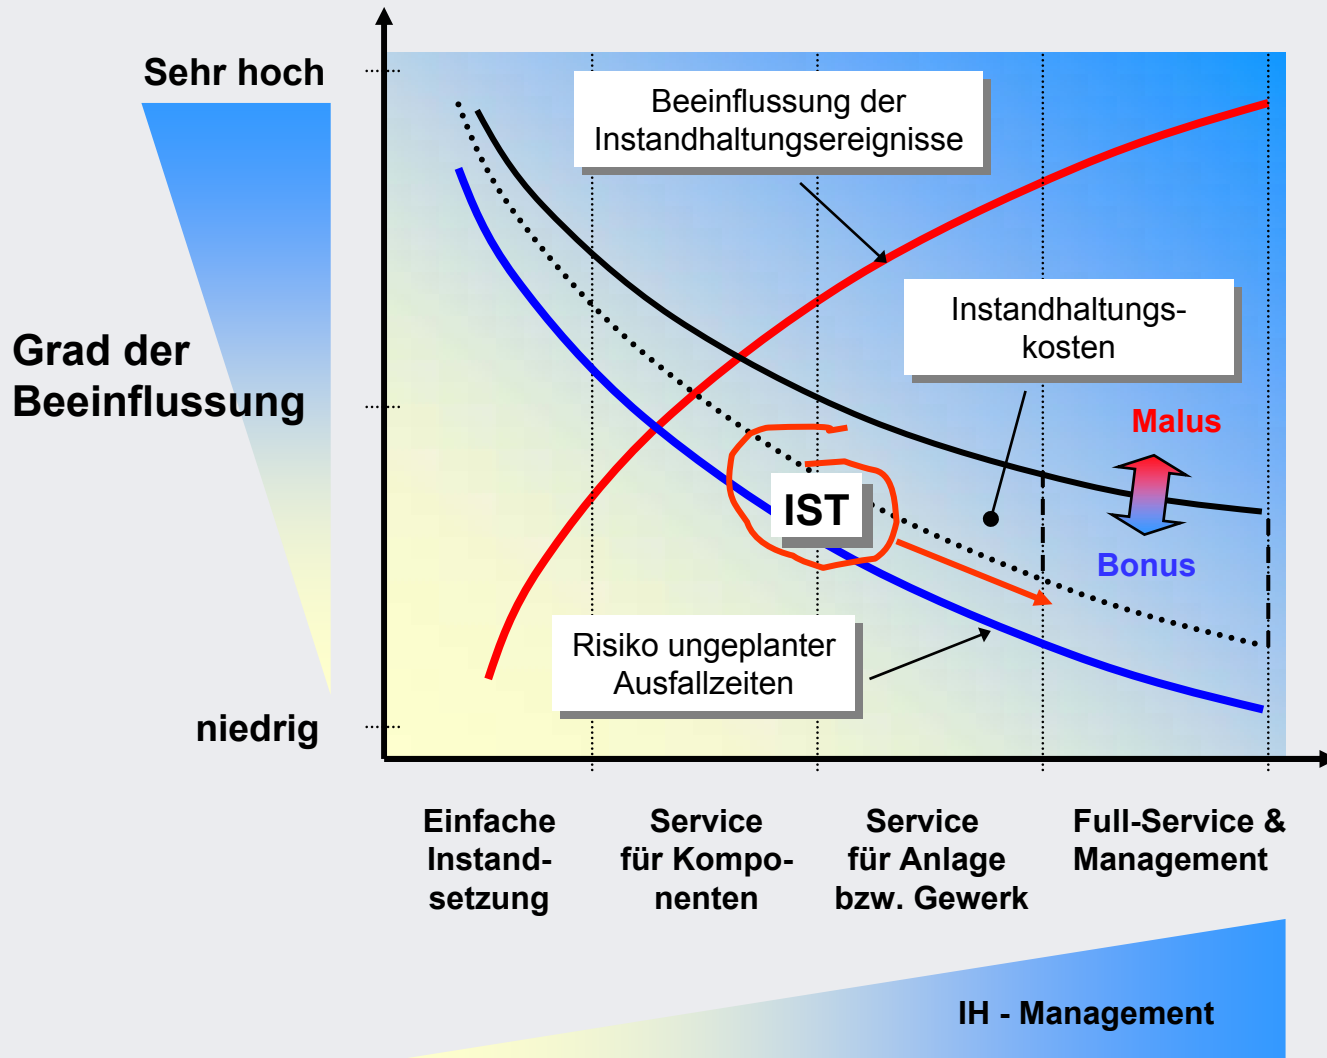 Sehr hoch
Beeinflussung der
Instandhaltungsereignisse
Instandhaltungs-
kosten
Grad der
Beeinflussung
Malus
IST
Bonus
Risiko ungeplanter
Ausfallzeiten
niedrig
Einfache
Instand-
setzung
Service
für Kompo-
nenten
Service
für Anlage
bzw. Gewerk
Full-Service &
Management
IH - Management